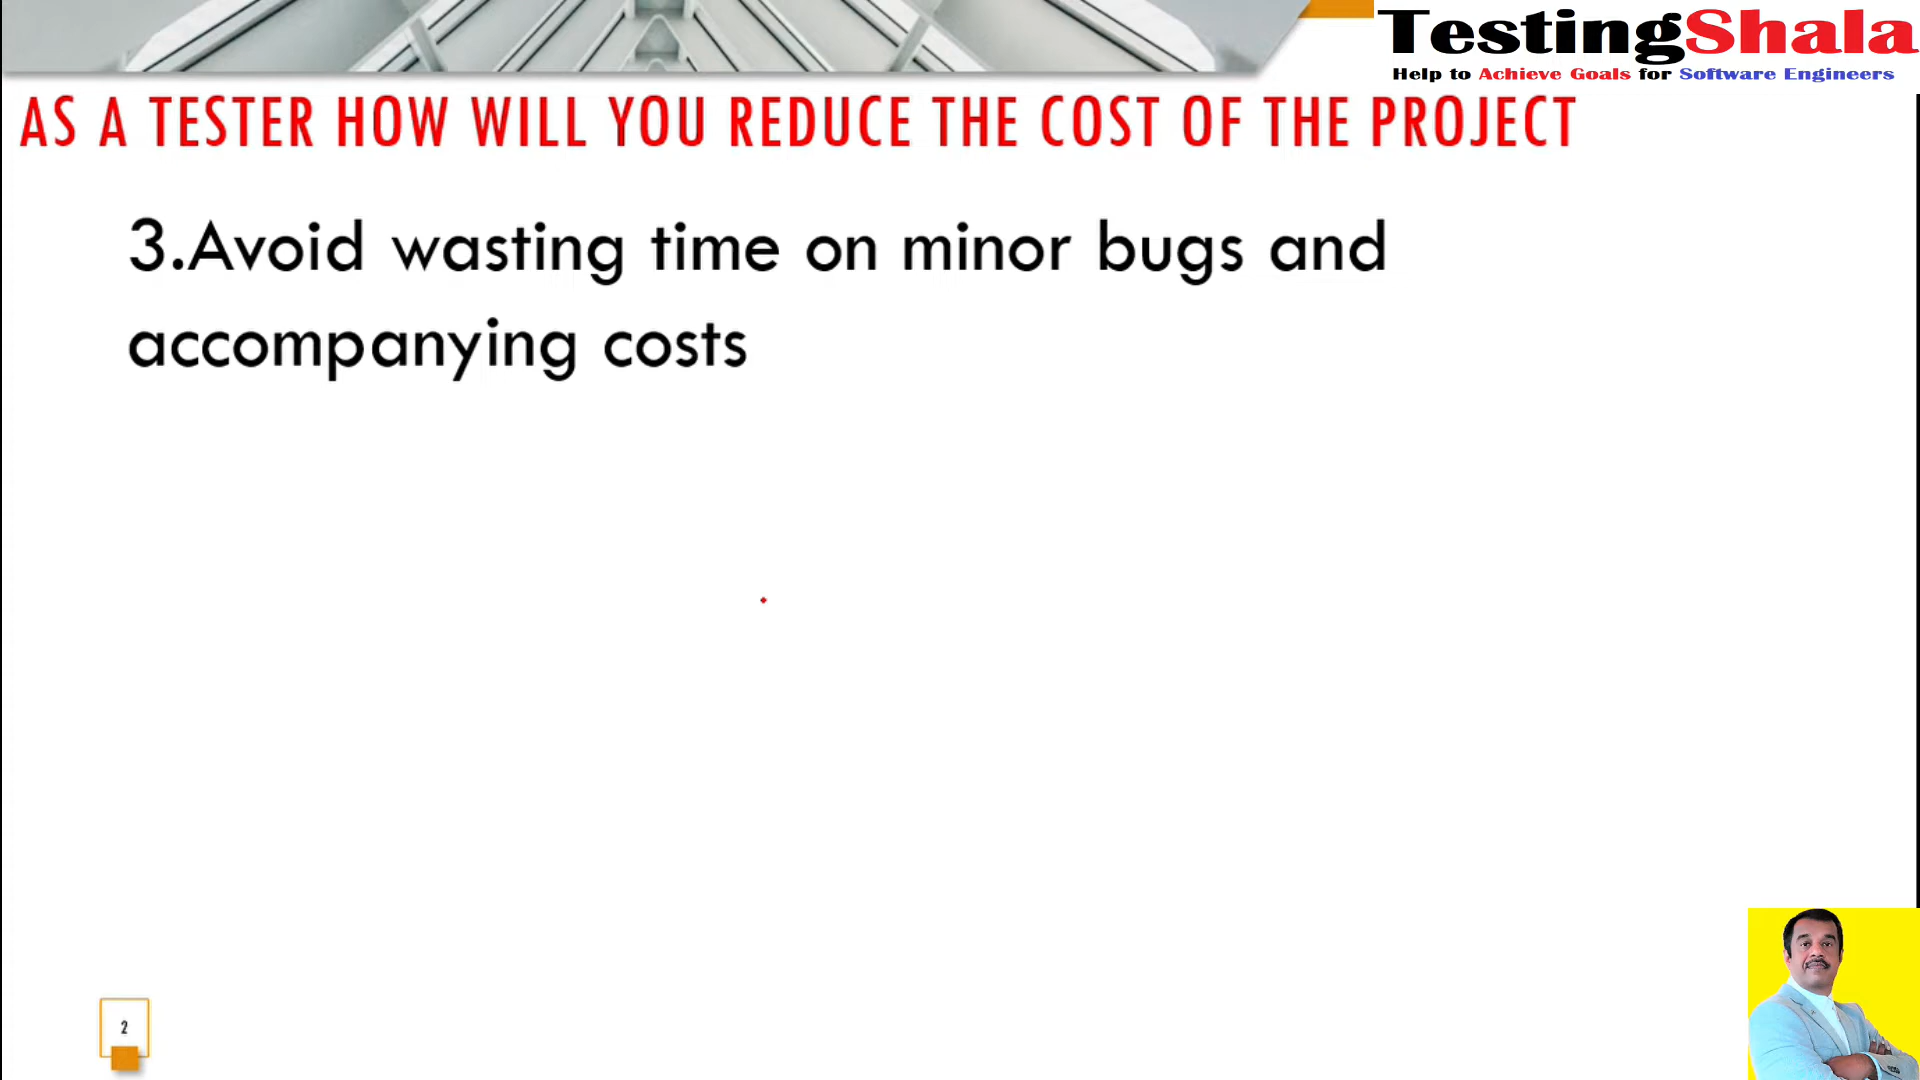 TestingShala
Help to Achieve Goals for Software Engineers
AS A TESTER HOW WILL YOU REDUCE THE COST OF THE PROJECT
3.Avoid wasting time on minor bugs and
accompanying costs
2